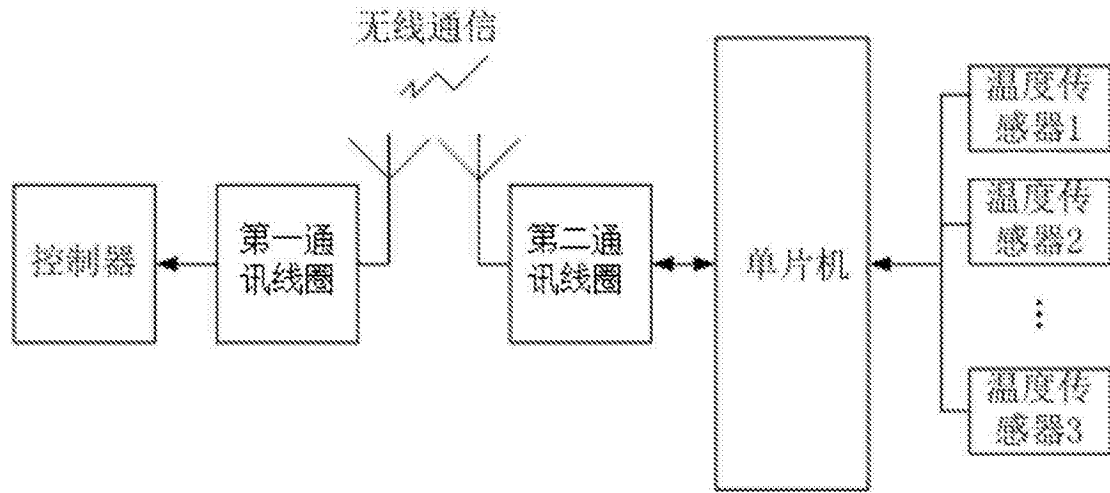 无线通信
控制器
第一通
讯线圈
第二通
讯线圈
单片机
温度传
感器1
温度传
感器2
温度传
感器3